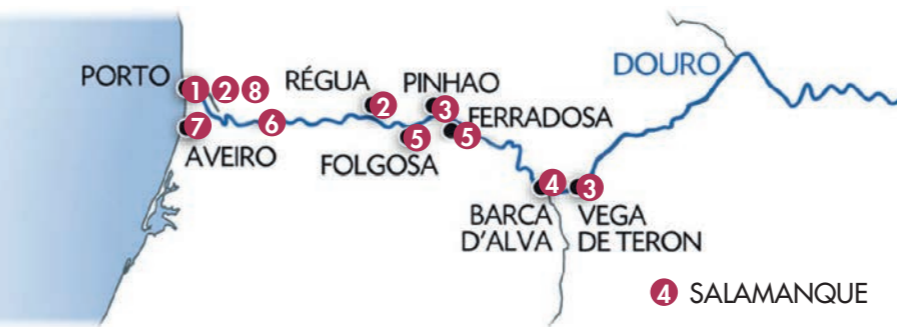 DOURO
PORTO 1 2 8
RÉGUA
2
PINHAO
3
FERRADOSA
5
6
7
AVEIRO
5
FOLGOSA
4
BARCA
D'ALVA
3
VEGA
DE TERON
4 SALAMANQUE